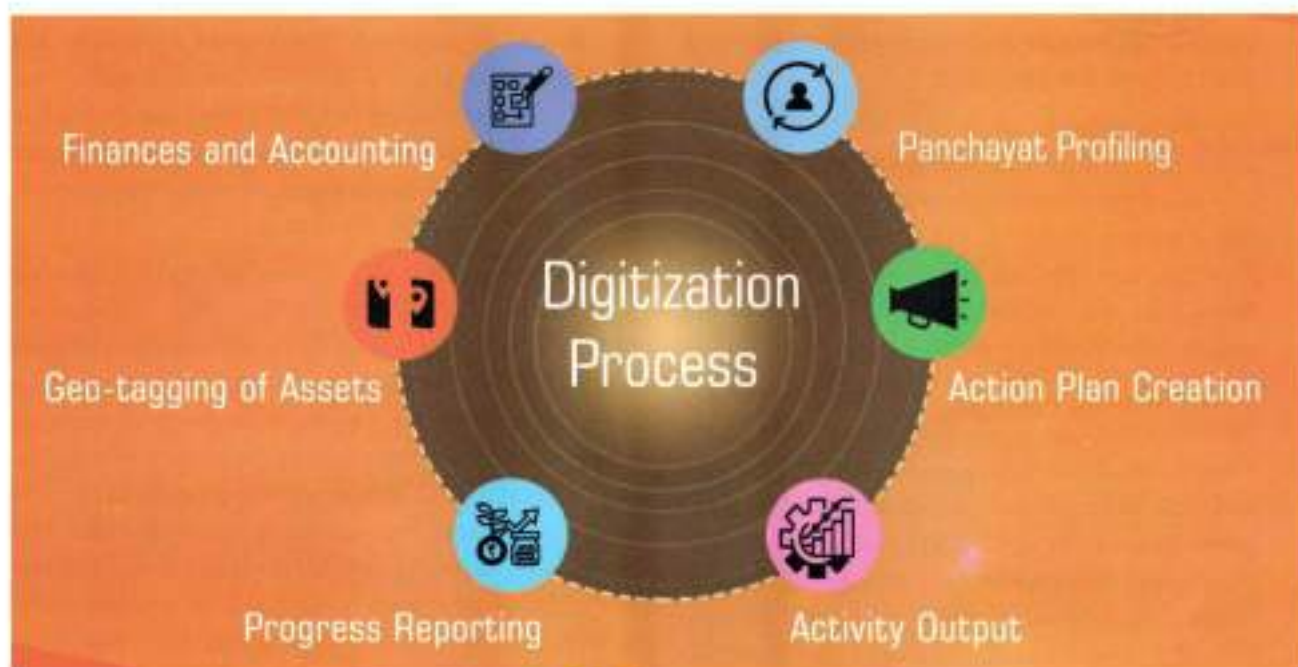 Finances and Accounting
Panchayat Profiling
Digitization
Process
Geo-tagging of Assets
Action Plan Creation
Progress Reporting
Activity Output